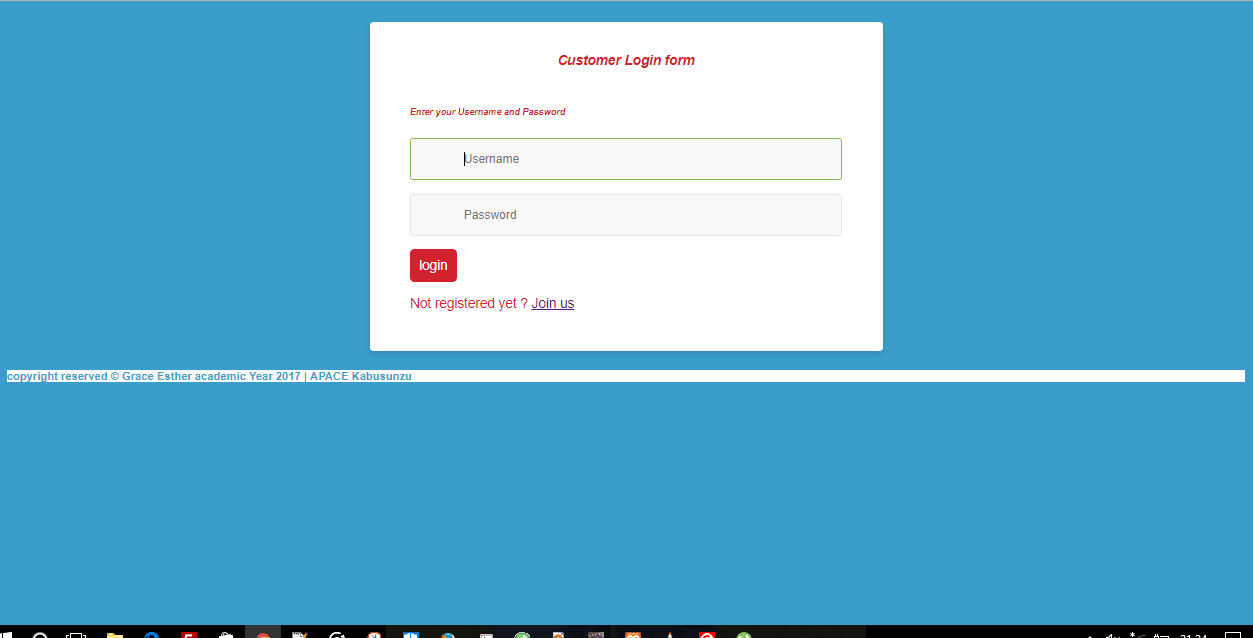 Customer Login form
Enter your Username and Password
Username
Password
login
Not registered yet ? Join us
copyright reserved © Grace Esther academic Year 2017 | APACE Kabusunzu